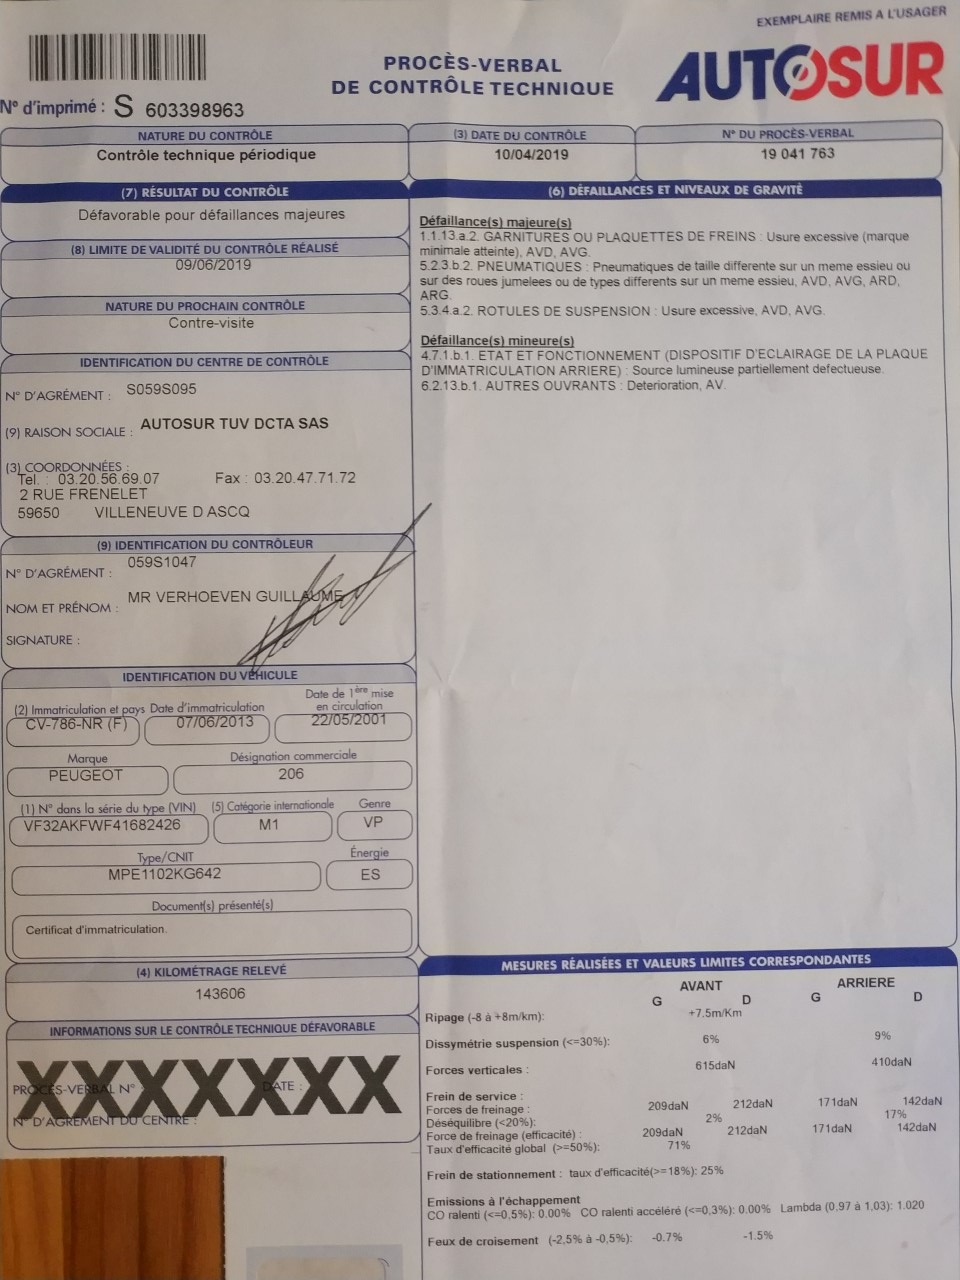 EXEMPLAIRE REMIS A L'USAGER
PROCÈS-VERBAL
DE CONTRÔLE TECHNIQUE
AUTOSUR
N° d'imprimé : S 603398963
NATURE DU CONTRÔLE
Contrôle technique périodique
(3) DATE DU CONTRÔLE
10/04/2019
N° DU PROCÈS-VERBAL
19 041 763
(7) RÉSULTAT DU CONTRÔLE
Défavorable pour défaillances majeures
(8) LIMITE DE VALIDITÉ DU CONTRÔLE RÉALISÉ
09/06/2019
NATURE DU PROCHAIN CONTRÔLE
Contre-visite
IDENTIFICATION DU CENTRE DE CONTRÔLE
N° D'AGRÉMENT : S059S095
(9) RAISON SOCIALE : AUTOSUR TUV DCTA SAS
(3) COORDONNÉES :
Tel. : 03.20.56.69.07 Fax : 03.20.47.71.72
2 RUE FRENELET
59650 VILLENEUVE D ASCQ
(9) IDENTIFICATION DU CONTRÔLEUR
N° D'AGRÉMENT : 059S1047
NOM ET PRÉNOM : MR VERHOEVEN GUILLAUME
SIGNATURE :
IDENTIFICATION DU VÉHICULE
(2) Immatriculation et pays Date d'immatriculation Date de 1ère mise en circulation
CV-786-NR (F) 07/06/2013 22/05/2001
Marque Désignation commerciale
PEUGEOT 206
(1) N° dans la série du type (VIN) (5) Catégorie internationale Genre
VF32AKFWF41682426 M1 VP
Type/CNIT Énergie
MPE1102KG642 ES
Document(s) présenté(s)
Certificat d'immatriculation.
(4) KILOMÉTRAGE RELEVÉ
143606
INFORMATIONS SUR LE CONTRÔLE TECHNIQUE DÉFAVORABLE
XXXXXXX
PROCÈS-VERBAL N° DATE :
N° D'AGRÉMENT DU CENTRE :
(6) DÉFAILLANCES ET NIVEAUX DE GRAVITÉ
Défaillance(s) majeure(s)
1.1.13.a.2. GARNITURES OU PLAQUETTES DE FREINS : Usure excessive (marque
minimale atteinte), AVD, AVG.
5.2.3.b.2. PNEUMATIQUES : Pneumatiques de taille differente sur un meme essieu ou
sur des roues jumelees ou de types differents sur un meme essieu, AVD, AVG, ARD,
ARG.
5.3.4.a.2. ROTULES DE SUSPENSION : Usure excessive, AVD, AVG.
Défaillance(s) mineure(s)
4.7.1.b.1. ETAT ET FONCTIONNEMENT (DISPOSITIF D'ECLAIRAGE DE LA PLAQUE
D'IMMATRICULATION ARRIERE) : Source lumineuse partiellement defectueuse.
6.2.13.b.1. AUTRES OUVRANTS : Deterioration, AV.
MESURES RÉALISÉES ET VALEURS LIMITES CORRESPONDANTES
AVANT ARRIERE
G D G D
Ripage (-8 à +8m/km): +7.5m/Km
Dissymétrie suspension (<=30%): 6% 9%
Forces verticales : 615daN 410daN
Frein de service :
Forces de freinage : 209daN 212daN 171daN 142daN
Déséquilibre (<20%): 2% 17%
Force de freinage (efficacité) : 209daN 212daN 171daN 142daN
Taux d'efficacité global (>=50%): 71%
Frein de stationnement : taux d'efficacité(>=18%): 25%
Emissions à l'échappement
CO ralenti (<=0,5%): 0.00% CO ralenti accéléré (<=0,3%): 0.00% Lambda (0,97 à 1,03): 1.020
Feux de croisement (-2,5% à -0,5%): -0.7% -1.5%